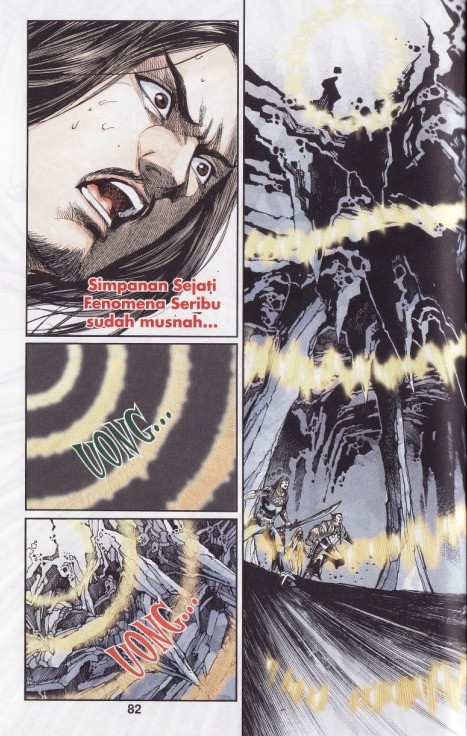 Simpanan Sejati
Fenomena Seribu
sudah musnah...
UONG...
UONG...
82